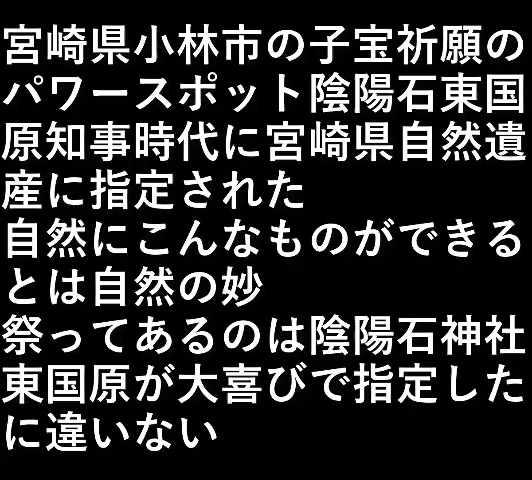 宮崎県小林市の子宝祈願の
パワースポット陰陽石東国
原知事時代に宮崎県自然遺
産に指定された
自然にこんなものができる
とは自然の妙
祭ってあるのは陰陽石神社
東国原が大喜びで指定した
に違いない